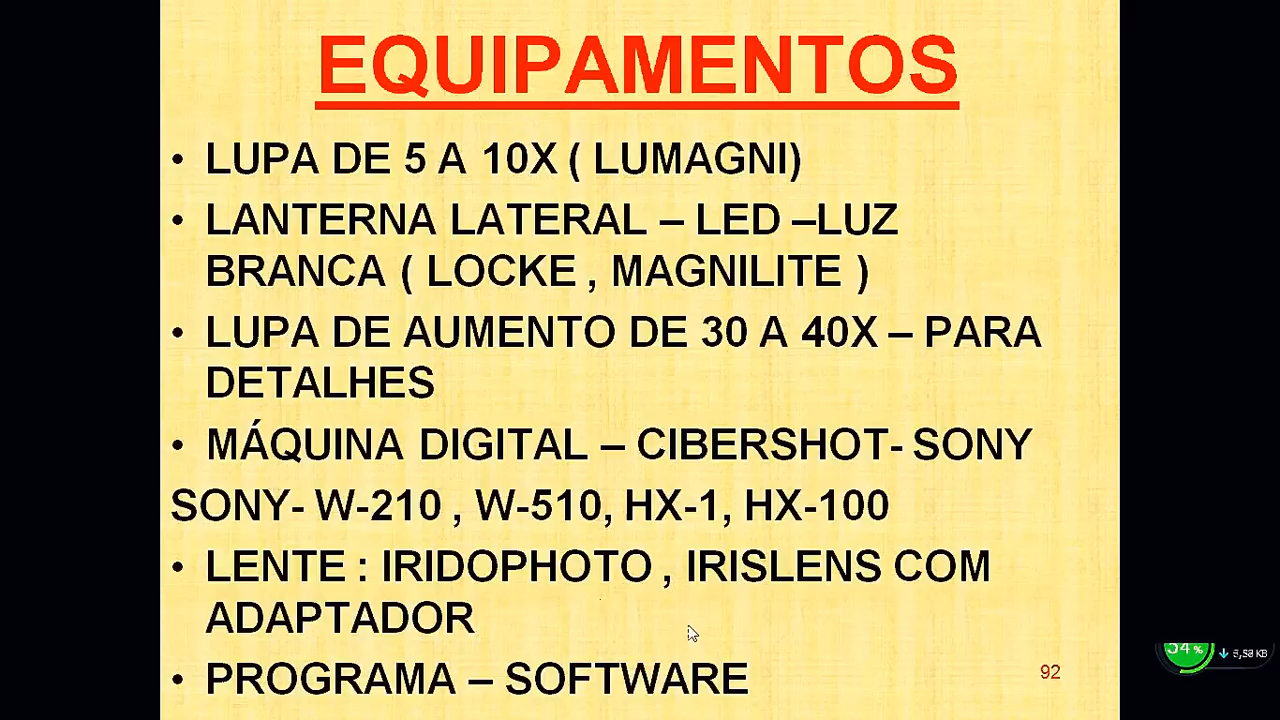 EQUIPAMENTOS
• LUPA DE 5 A 10X ( LUMAGNI)
• LANTERNA LATERAL – LED –LUZ
BRANCA ( LOCKE , MAGNILITE )
• LUPA DE AUMENTO DE 30 A 40X – PARA
DETALHES
• MÁQUINA DIGITAL – CIBERSHOT- SONY
SONY- W-210 , W-510, HX-1, HX-100
• LENTE : IRIDOPHOTO , IRISLENS COM
ADAPTADOR
• PROGRAMA – SOFTWARE
92
KB